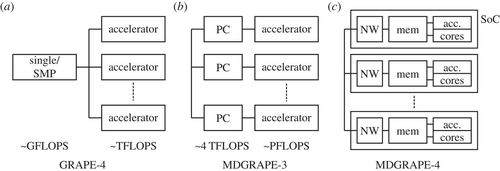 (a)
single/
SMP
accelerator
accelerator
accelerator
~GFLOPS
~TFLOPS
GRAPE-4
(b)
PC
accelerator
PC
accelerator
PC
accelerator
~4 TFLOPS
~PFLOPS
MDGRAPE-3
(c)
SoC
NW
mem
acc.
cores
NW
mem
acc.
cores
NW
mem
acc.
cores
MDGRAPE-4